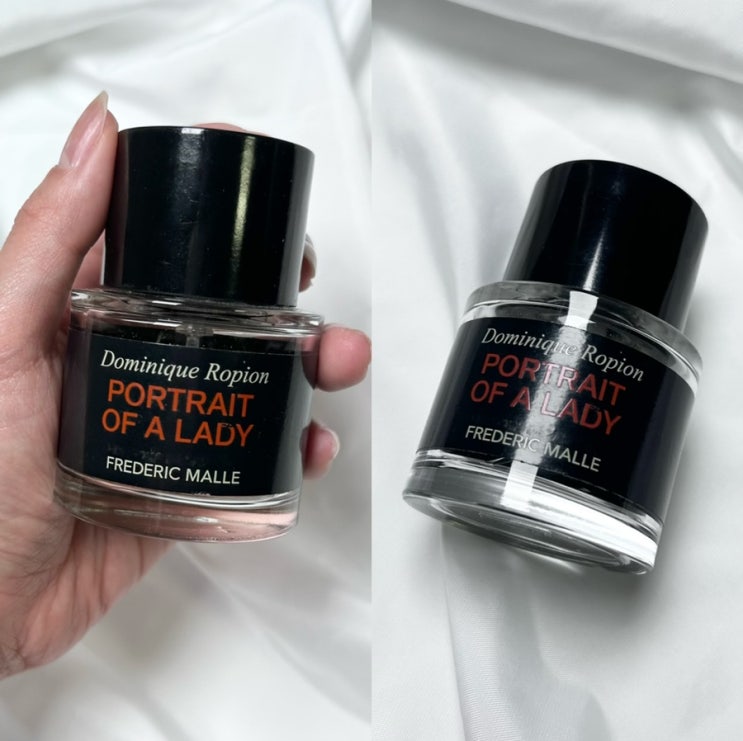 Dominique Ropion
PORTRAIT
OF A LADY
FREDERIC MALLE
Dominique Ropion
PORTRAIT
OF A LADY
FREDERIC MALLE